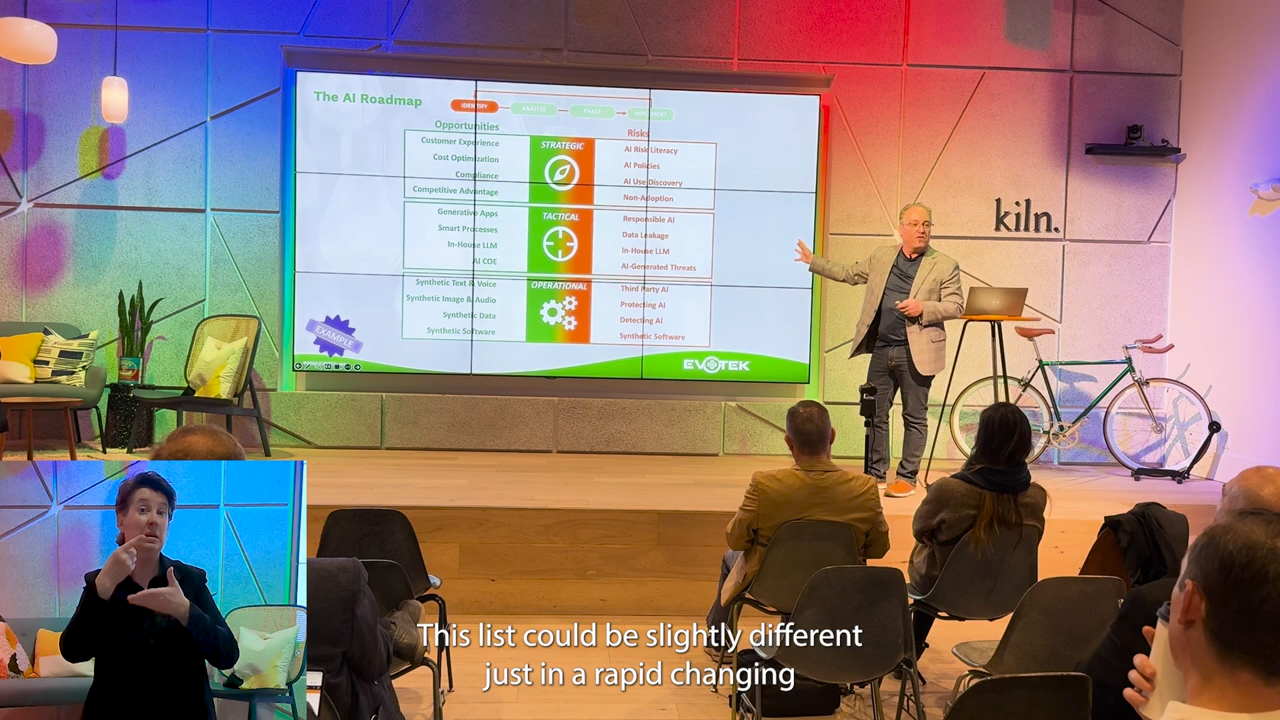 The AI Roadmap
IDENTIFY
ANALYZE
PHASE
IMPLEMENT
Opportunities
Risks
Customer Experience
Cost Optimization
Compliance
Competitive Advantage
STRATEGIC
AI Risk Literacy
AI Policies
AI Use Discovery
Non-Adoption
Generative Apps
Smart Processes
In-House LLM
AI COE
TACTICAL
Responsible AI
Data Leakage
In-House LLM
AI-Generated Threats
Synthetic Text & Voice
Synthetic Image & Audio
Synthetic Data
Synthetic Software
OPERATIONAL
Third Party AI
Protecting AI
Detecting AI
Synthetic Software
EXAMPLE
EVOTEK
kiln.
This list could be slightly different
just in a rapid changing